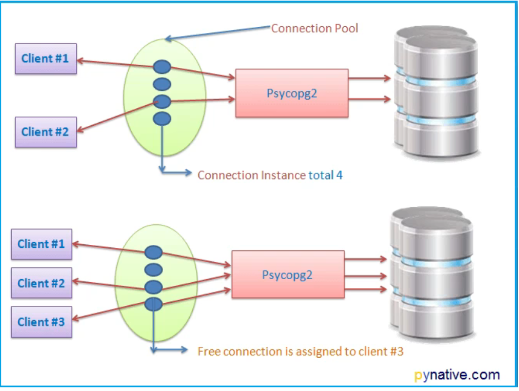 Connection Pool
Client #1
Psycopg2
Client #2
Connection Instance total 4
Client #1
Client #2
Psycopg2
Client #3
Free connection is assigned to client #3
pynative.com